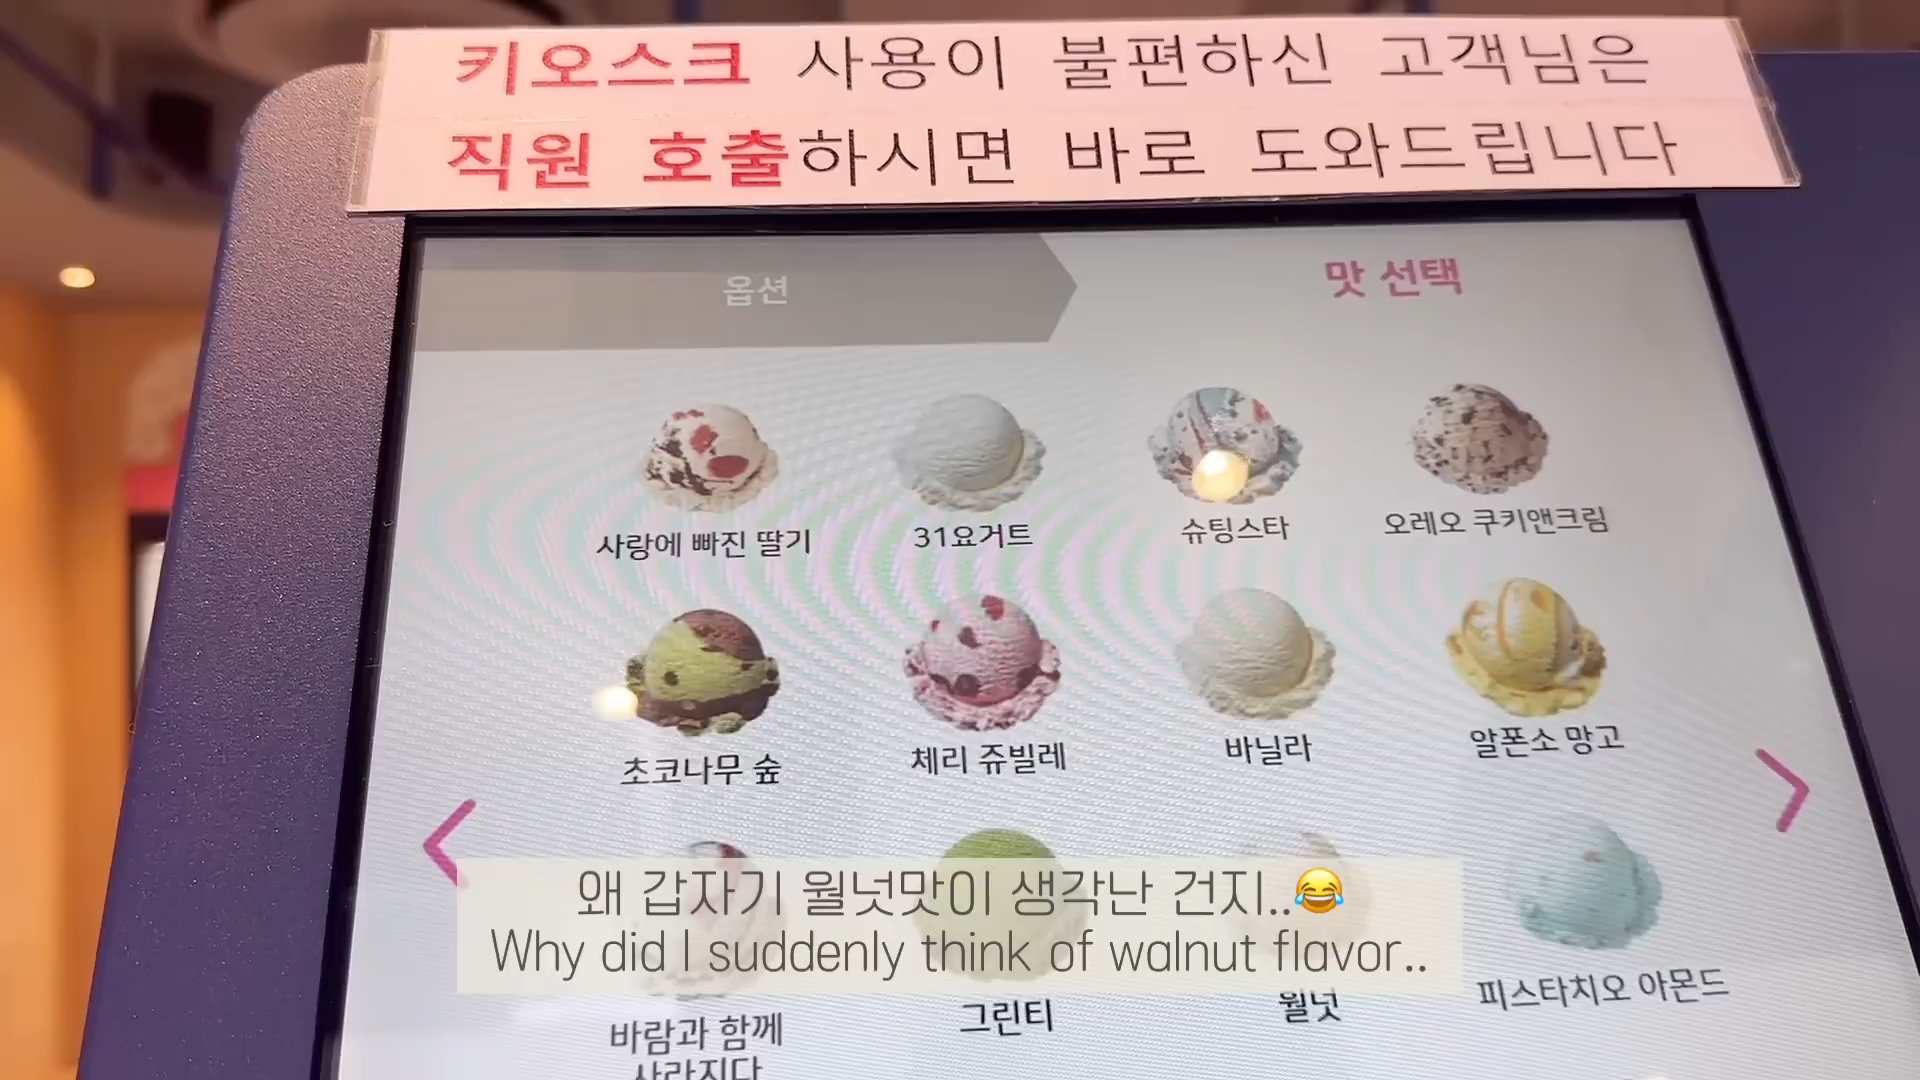 키오스크 사용이 불편하신 고객님은
직원 호출하시면 바로 도와드립니다
옵션
맛 선택
사랑에 빠진 딸기
31요거트
슈팅스타
오레오 쿠키앤크림
초코나무 숲
체리 쥬빌레
바닐라
알폰소 망고
왜 갑자기 월넛맛이 생각난 건지..😂
Why did I suddenly think of walnut flavor..
바람과 함께
사라지다
그린티
월넛
피스타치오 아몬드